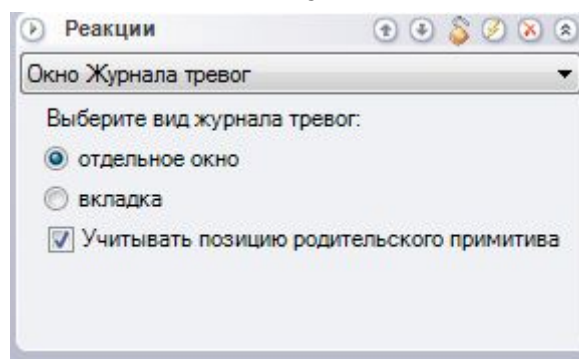 Реакции
Окно Журнала тревог
Выберите вид журнала тревог:
отдельное окно
вкладка
Учитывать позицию родительского примитива